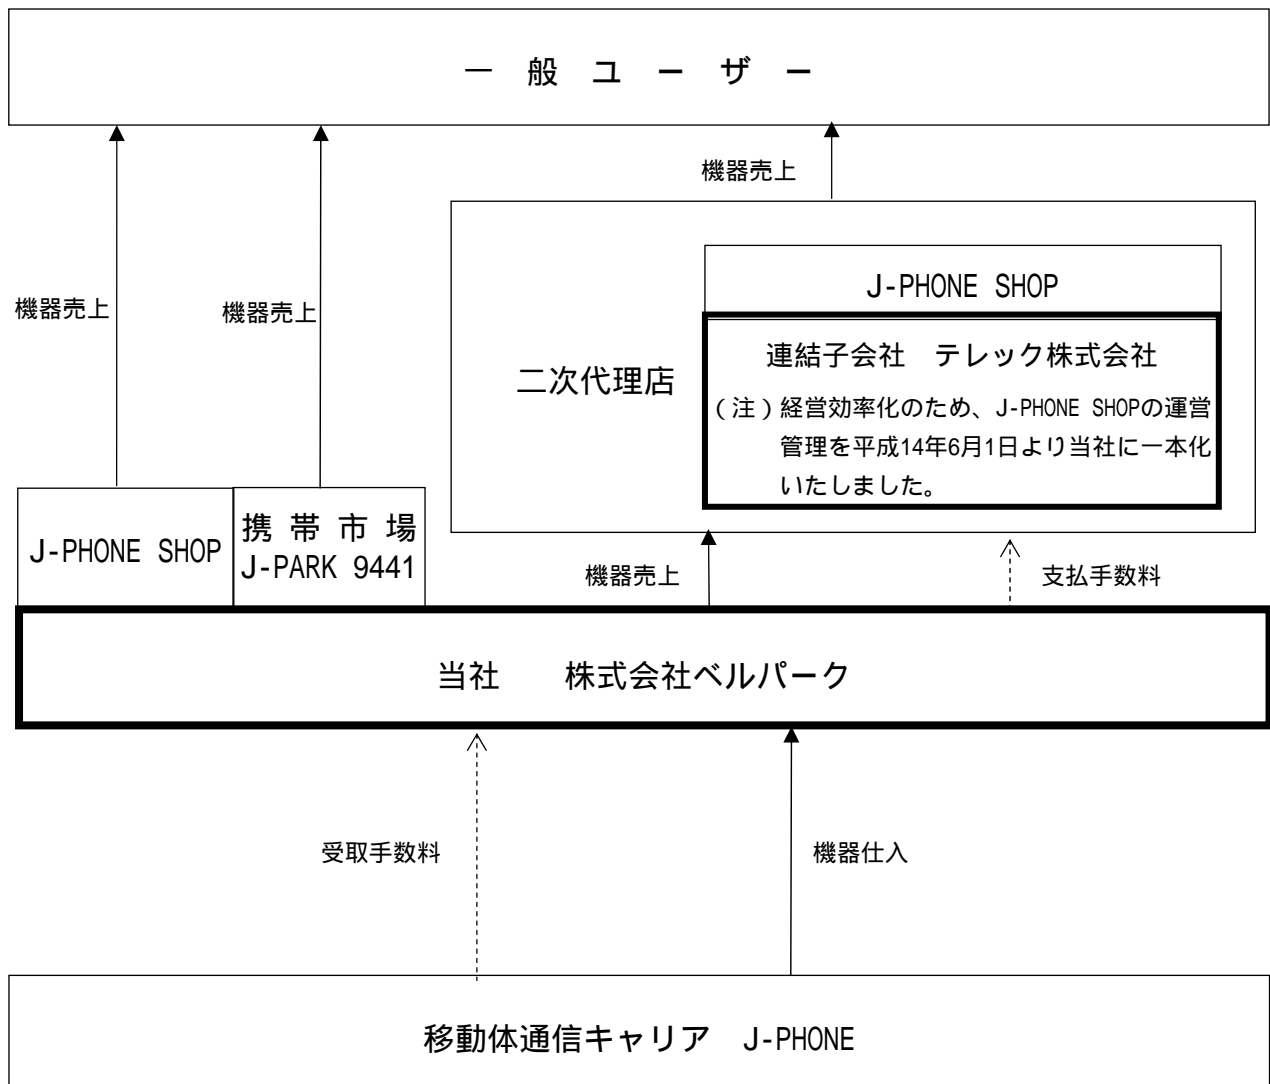 一 般 ユ ー ザ ー
機器売上
J-PHONE SHOP
機器売上
機器売上
連結子会社 テレック株式会社
二次代理店
(注)経営効率化のため、J-PHONE SHOPの運営
管理を平成14年6月1日より当社に一本化
いたしました。
J-PHONE SHOP
携 帯 市 場
J-PARK 9441
機器売上
支払手数料
当社 株式会社ベルパーク
受取手数料
機器仕入
移動体通信キャリア J-PHONE